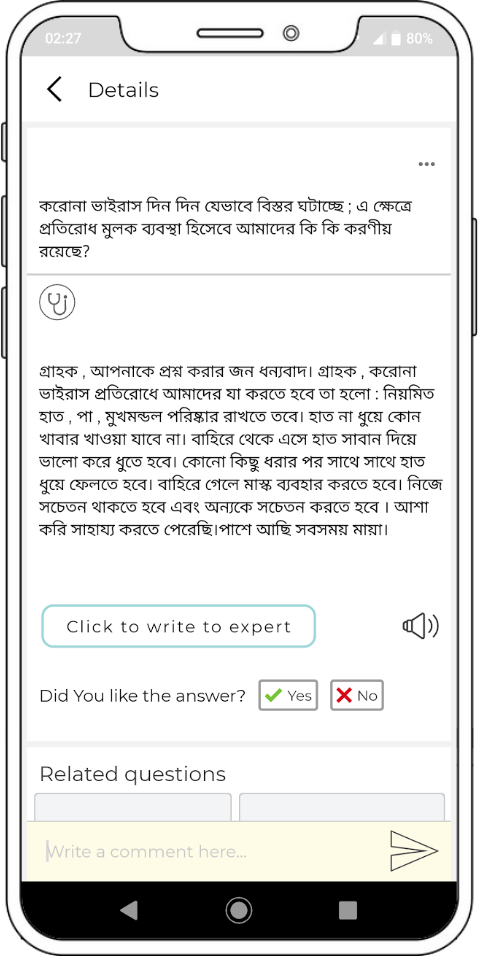 02:27
80%
Details
করোনা ভাইরাস দিন দিন যেভাবে বিস্তর ঘটাচ্ছে ; এ ক্ষেত্রে
প্রতিরোধ মুলক ব্যবস্থা হিসেবে আমাদের কি কি করণীয়
রয়েছে?
গ্রাহক , আপনাকে প্রশ্ন করার জন ধন্যবাদ। গ্রাহক , করোনা
ভাইরাস প্রতিরোধে আমাদের যা করতে হবে তা হলো : নিয়মিত
হাত , পা , মুখমন্ডল পরিষ্কার রাখতে তবে। হাত না ধুয়ে কোন
খাবার খাওয়া যাবে না। বাহিরে থেকে এসে হাত সাবান দিয়ে
ভালো করে ধুতে হবে। কোনো কিছু ধরার পর সাথে সাথে হাত
ধুয়ে ফেলতে হবে। বাহিরে গেলে মাস্ক ব্যবহার করতে হবে। নিজে
সচেতন থাকতে হবে এবং অন্যকে সচেতন করতে হবে । আশা
করি সাহায্য করতে পেরেছি।পাশে আছি সবসময় মায়া।
Click to write to expert
Did You like the answer? Yes No
Related questions
Write a comment here...